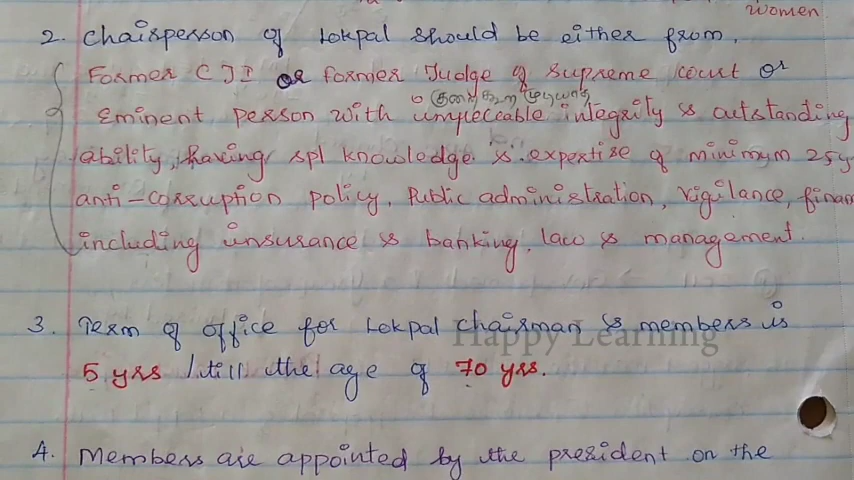 women
2. Chairperson of Lokpal should be either from,
Former CJI or former Judge of supreme court or
(குறைகூற முடியாத
Eminent person with impeccable integrity & outstanding
ability, having spl knowledge & expertise of minimum 25y
anti-corruption policy, Public administration, vigilance, finan
including insurance & banking, law & management.
3. Term of office for Lokpal chairman & members is
Happy Learning
5 yrs / till the age of 70 yrs.
4. Members are appointed by the president on the